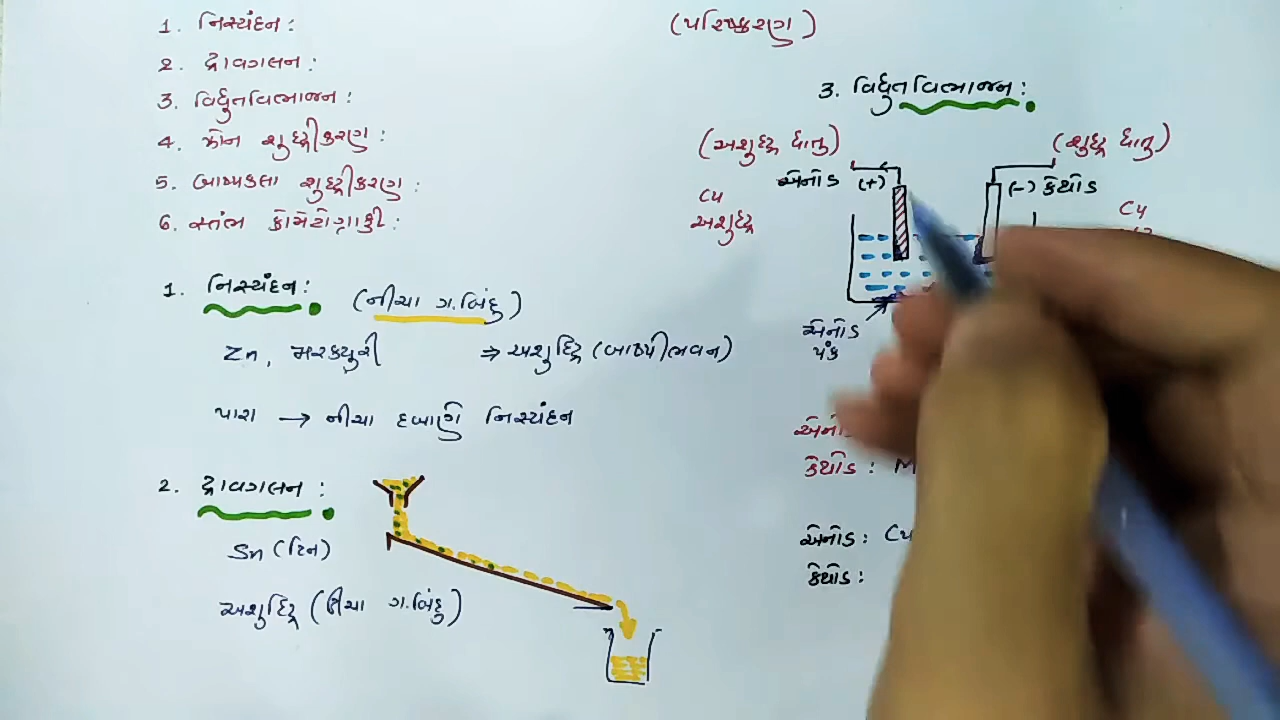 1. નિસ્યંદન :
2. દ્રાવગલન :
3. વિદ્યુતવિભાજન :
4. ઝોન શુદ્ધીકરણ :
5. બાષ્પકલા શુદ્ધીકરણ :
6. સ્તંભ ક્રોમેટોગ્રાફી :
1. નિસ્યંદન : (નીચા ગ.બિંદુ)
Zn, મરક્યુરી ⇒ અશુદ્ધિ (બાષ્પીભવન)
પારા → નીચા દબાણે નિસ્યંદન
2. દ્રાવગલન :
Sn (ટિન)
અશુદ્ધિ ( ગ.બિંદુ)
(પરિષ્કરણ)
3. વિદ્યુતવિભાજન :
(અશુદ્ધ ધાતુ) (શુદ્ધ ધાતુ)
એનોડ (+) (-) કેથોડ
Cu Cu
અશુદ્ધ
એનોડ
પંક
કેથોડ : M
એનોડ : Cu
કેથોડ :